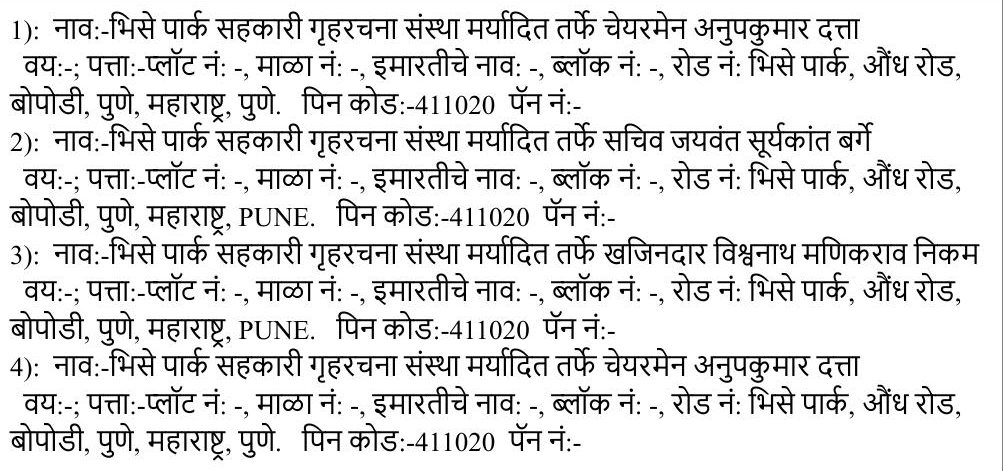 1): नाव:-भिसे पार्क सहकारी गृहरचना संस्था मर्यादित तर्फे चेयरमेन अनुपकुमार दत्ता
वय:-; पत्ता:-प्लॉट नं: -, माळा नं: -, इमारतीचे नाव: -, ब्लॉक नं: -, रोड नं: भिसे पार्क, औंध रोड,
बोपोडी, पुणे, महाराष्ट्र, पुणे. पिन कोड:-411020 पॅन नं:-
2): नाव:-भिसे पार्क सहकारी गृहरचना संस्था मर्यादित तर्फे सचिव जयवंत सूर्यकांत बर्गे
वय:-; पत्ता:-प्लॉट नं: -, माळा नं: -, इमारतीचे नाव: -, ब्लॉक नं: -, रोड नं: भिसे पार्क, औंध रोड,
बोपोडी, पुणे, महाराष्ट्र, PUNE. पिन कोड:-411020 पॅन नं:-
3): नाव:-भिसे पार्क सहकारी गृहरचना संस्था मर्यादित तर्फे खजिनदार विश्वनाथ मणिकराव निकम
वय:-; पत्ता:-प्लॉट नं: -, माळा नं: -, इमारतीचे नाव: -, ब्लॉक नं: -, रोड नं: भिसे पार्क, औंध रोड,
बोपोडी, पुणे, महाराष्ट्र, PUNE. पिन कोड:-411020 पॅन नं:-
4): नाव:-भिसे पार्क सहकारी गृहरचना संस्था मर्यादित तर्फे चेयरमेन अनुपकुमार दत्ता
वय:-; पत्ता:-प्लॉट नं: -, माळा नं: -, इमारतीचे नाव: -, ब्लॉक नं: -, रोड नं: भिसे पार्क, औंध रोड,
बोपोडी, पुणे, महाराष्ट्र, पुणे. पिन कोड:-411020 पॅन नं:-